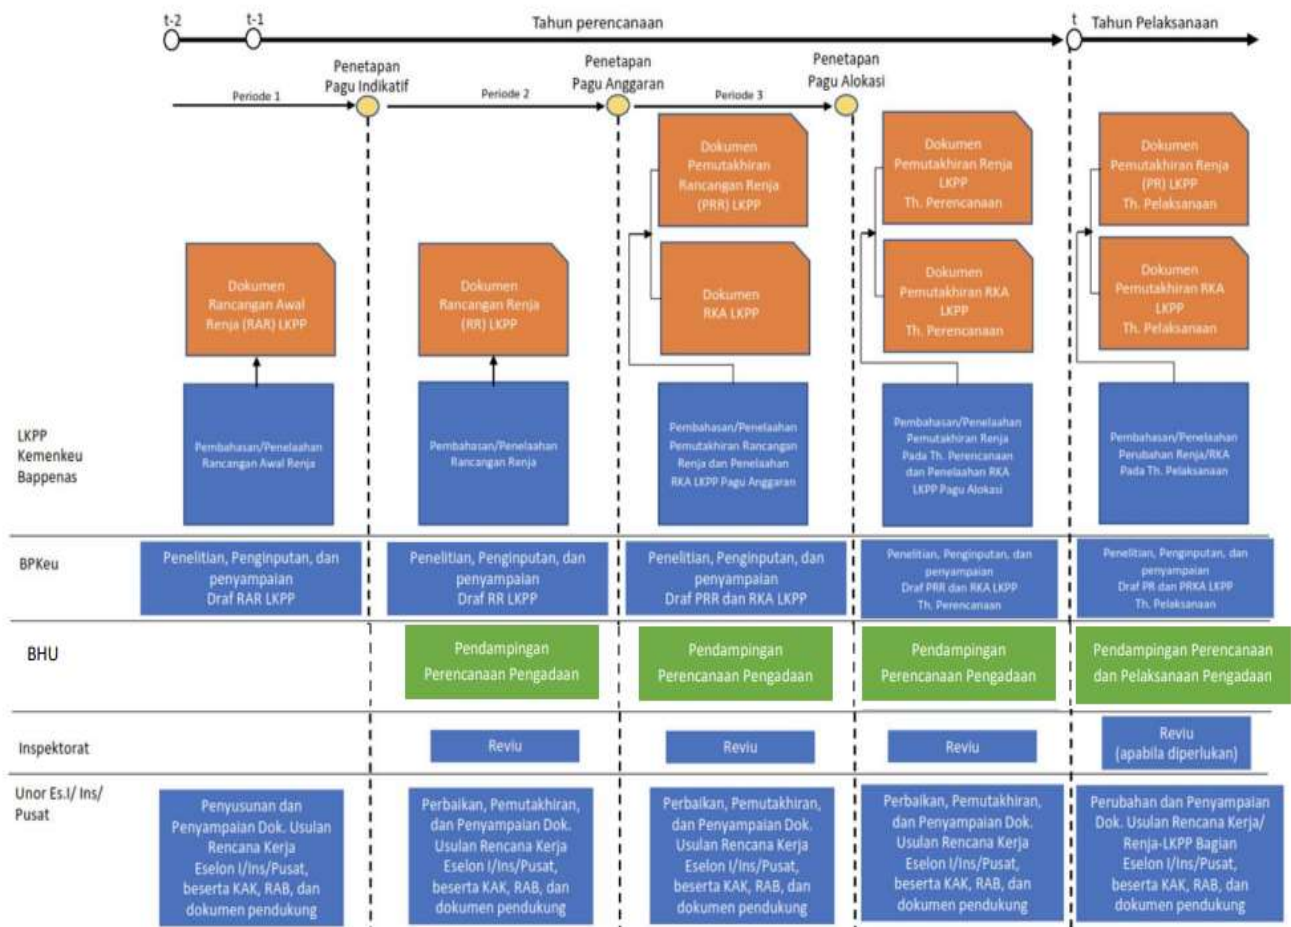 t-2
t-1
Tahun perencanaan
t
Tahun Pelaksanaan
Penetapan
Pagu Indikatif
Penetapan
Pagu Anggaran
Penetapan
Pagu Alokasi
Periode 1
Periode 2
Periode 3
Dokumen
Rancangan Awal
Renja (RAR) LKPP
Dokumen
Rancangan Renja
(RR) LKPP
Dokumen
Pemutakhiran
Rancangan Renja
(PRR) LKPP
Dokumen
RKA LKPP
Dokumen
Pemutakhiran Renja
LKPP
Th. Perencanaan
Dokumen
Pemutakhiran RKA
LKPP
Th. Perencanaan
Dokumen
Pemutakhiran Renja
(PR) LKPP
Th. Pelaksanaan
Dokumen
Pemutakhiran RKA
LKPP
Th. Pelaksanaan
LKPP
Kemenkeu
Bappenas
Pembahasan/Penelaahan
Rancangan Awal Renja
Pembahasan/Penelaahan
Rancangan Renja
Pembahasan/Penelaahan
Pemutakhiran Rancangan
Renja dan Penelaahan
RKA LKPP Pagu Anggaran
Pembahasan/Penelaahan
Pemutakhiran Renja
Pada Th. Perencanaan
dan Penelaahan RKA
LKPP Pagu Alokasi
Pembahasan/Penelaahan
Perubahan Renja/RKA
Pada Th. Pelaksanaan
BPKeu
Penelitian, Penginputan, dan
penyampaian
Draf RAR LKPP
Penelitian, Penginputan, dan
penyampaian
Draf RR LKPP
Penelitian, Penginputan, dan
penyampaian
Draf PRR dan RKA LKPP
Penelitian, Penginputan, dan
penyampaian
Draf PRR dan RKA LKPP
Th. Perencanaan
Penelitian, Penginputan, dan
penyampaian
Draf PR dan PRKA LKPP
Th. Pelaksanaan
BHU
Pendampingan
Perencanaan Pengadaan
Pendampingan
Perencanaan Pengadaan
Pendampingan
Perencanaan Pengadaan
Pendampingan Perencanaan
dan Pelaksanaan Pengadaan
Inspektorat
Reviu
Reviu
Reviu
Reviu
(apabila diperlukan)
Unor Es.I/ Ins/
Pusat
Penyusunan dan
Penyampaian Dok. Usulan
Rencana Kerja
Eselon I/Ins/Pusat,
beserta KAK, RAB, dan
dokumen pendukung
Perbaikan, Pemutakhiran,
dan Penyampaian Dok.
Usulan Rencana Kerja
Eselon I/Ins/Pusat,
beserta KAK, RAB, dan
dokumen pendukung
Perbaikan, Pemutakhiran,
dan Penyampaian Dok.
Usulan Rencana Kerja
Eselon I/Ins/Pusat,
beserta KAK, RAB, dan
dokumen pendukung
Perbaikan, Pemutakhiran,
dan Penyampaian Dok.
Usulan Rencana Kerja
Eselon I/Ins/Pusat,
beserta KAK, RAB, dan
dokumen pendukung
Perubahan dan Penyampaian
Dok. Usulan Rencana Kerja/
Renja-LKPP Bagian
Eselon I/Ins/Pusat,
beserta KAK, RAB, dan
dokumen pendukung